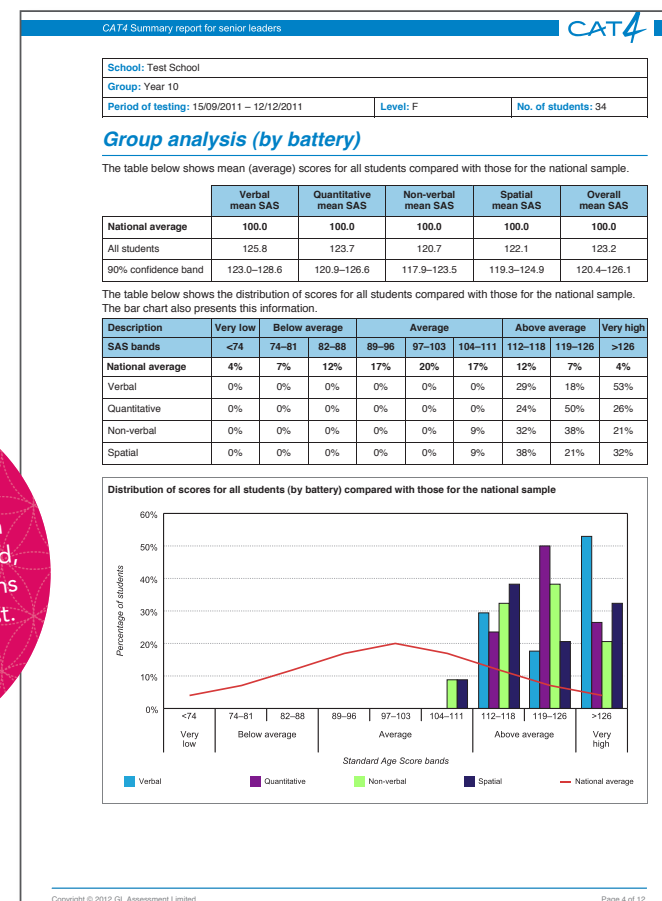 CAT4 Summary report for senior leaders
CAT4
School: Test School
Group: Year 10
Period of testing: 15/09/2011 – 12/12/2011 Level: F No. of students: 34
Group analysis (by battery)
The table below shows mean (average) scores for all students compared with those for the national sample.
Verbal mean SAS Quantitative mean SAS Non-verbal mean SAS Spatial mean SAS Overall mean SAS
National average 100.0 100.0 100.0 100.0 100.0
All students 125.8 123.7 120.7 122.1 123.2
90% confidence band 123.0–128.6 120.9–126.6 117.9–123.5 119.3–124.9 120.4–126.1
The table below shows the distribution of scores for all students compared with those for the national sample.
The bar chart also presents this information.
Description Very low Below average Average Above average Very high
SAS bands <74 74–81 82–88 89–96 97–103 104–111 112–118 119–126 >126
National average 4% 7% 12% 17% 20% 17% 12% 7% 4%
Verbal 0% 0% 0% 0% 0% 0% 29% 18% 53%
Quantitative 0% 0% 0% 0% 0% 0% 24% 50% 26%
Non-verbal 0% 0% 0% 0% 0% 9% 32% 38% 21%
Spatial 0% 0% 0% 0% 0% 9% 38% 21% 32%
Distribution of scores for all students (by battery) compared with those for the national sample
60%
50%
40%
30%
20%
10%
0%
Percentage of students
<74 74–81 82–88 89–96 97–103 104–111 112–118 119–126 >126
Very low Below average Average Above average Very high
Standard Age Score bands
Verbal Quantitative Non-verbal Spatial National average
Copyright © 2012 GL Assessment Limited
Page 4 of 12